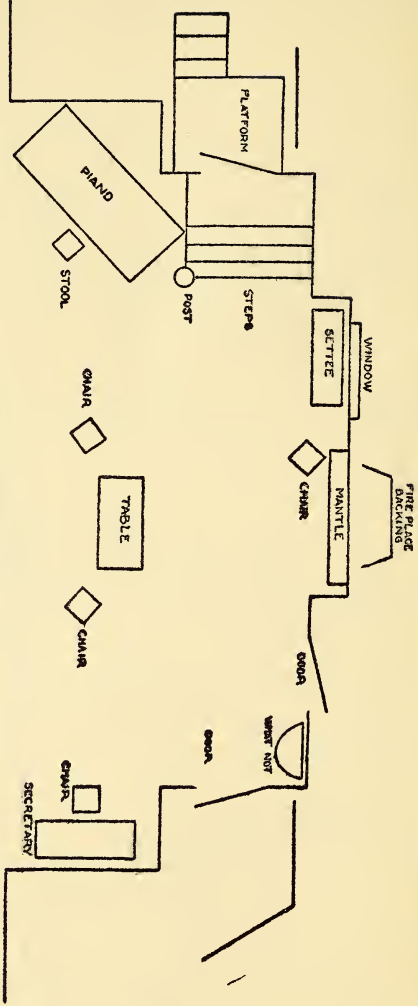 FIRE PLACE
BACKING
WINDOW
SETTEE
MANTLE
CHAIR
DOOR
WHAT NOT
PLATFORM
STEPS
DOOR
POST
TABLE
PIANO
CHAIR
CHAIR
STOOL
CHAIR
SECRETARY